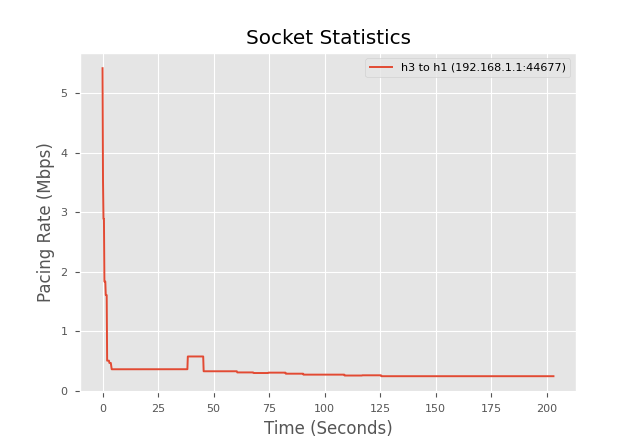 Socket Statistics
h3 to h1 (192.168.1.1:44677)
Pacing Rate (Mbps)
5
4
3
2
1
0
0 25 50 75 100 125 150 175 200
Time (Seconds)